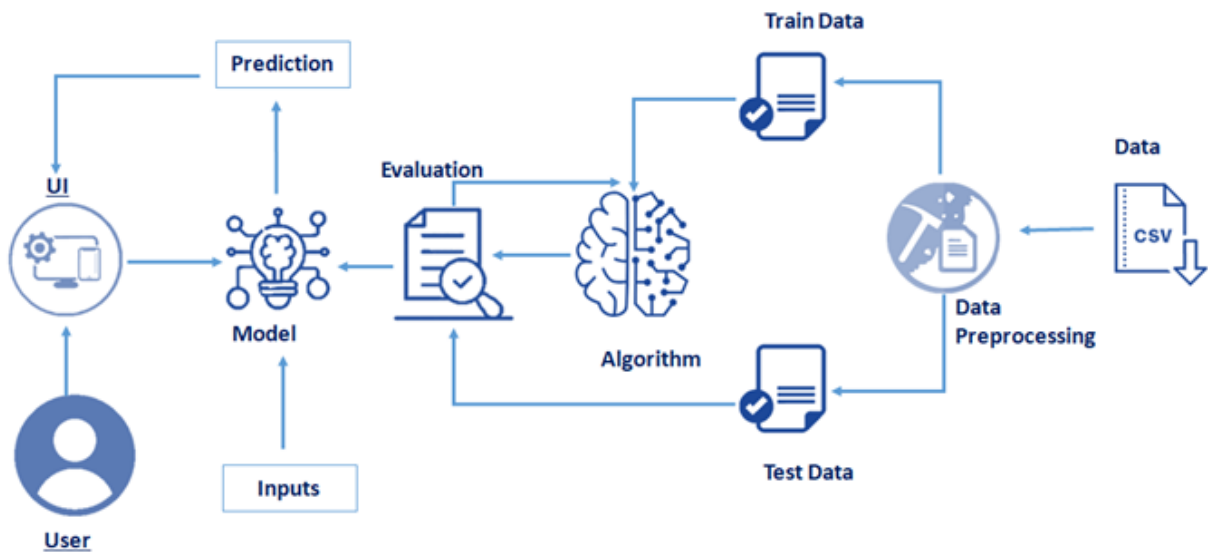 Train Data
Prediction
Data
Evaluation
UI
CSV
Model
Data
Preprocessing
Algorithm
Test Data
Inputs
User